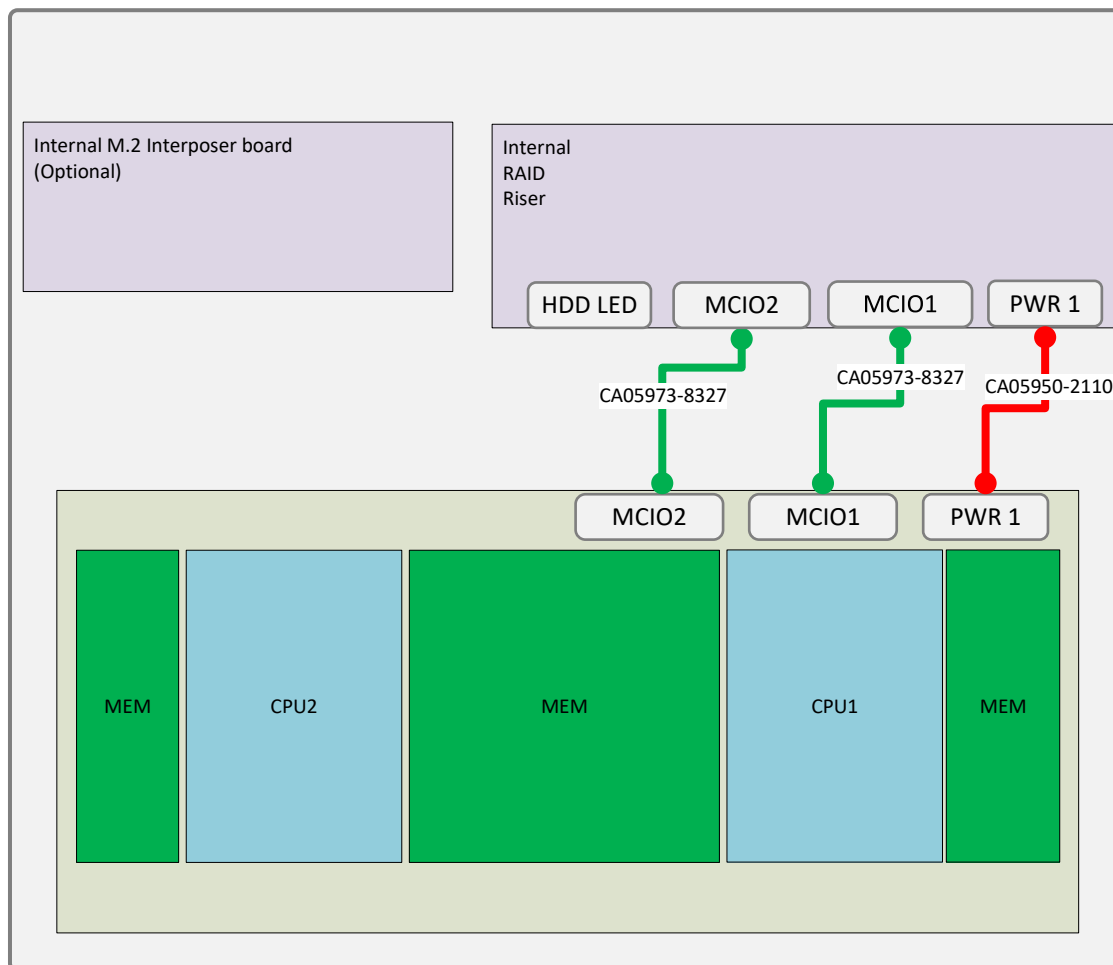 Internal M.2 Interposer board
(Optional)
Internal
RAID
Riser
HDD LED
MCIO2
MCIO1
PWR 1
CA05973-8327
CA05973-8327
CA05950-2110
MCIO2
MCIO1
PWR 1
MEM
CPU2
MEM
CPU1
MEM